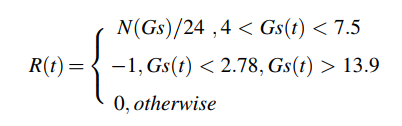 N(Gs)/24 , 4 < Gs(t) < 7.5
R(t) = { −1, Gs(t) < 2.78, Gs(t) > 13.9
0, otherwise